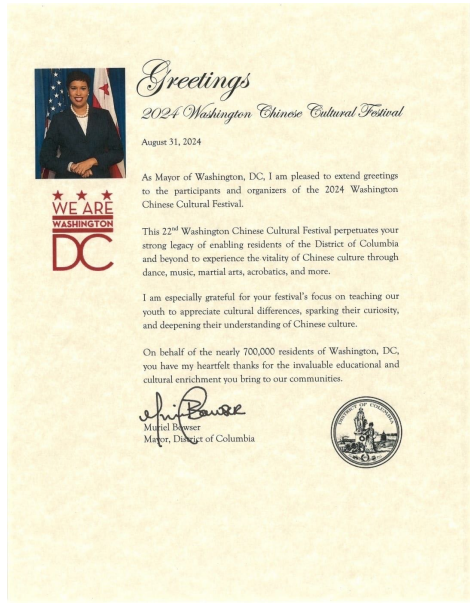 Greetings
2024 Washington Chinese Cultural Festival
August 31, 2024
As Mayor of Washington, DC, I am pleased to extend greetings
to the participants and organizers of the 2024 Washington
Chinese Cultural Festival.
WE ARE
WASHINGTON
DC
This 22nd Washington Chinese Cultural Festival perpetuates your
strong legacy of enabling residents of the District of Columbia
and beyond to experience the vitality of Chinese culture through
dance, music, martial arts, acrobatics, and more.
I am especially grateful for your festival's focus on teaching our
youth to appreciate cultural differences, sparking their curiosity,
and deepening their understanding of Chinese culture.
On behalf of the nearly 700,000 residents of Washington, DC,
you have my heartfelt thanks for the invaluable educational and
cultural enrichment you bring to our communities.
Muriel Bowser
Muriel Bowser
Mayor, District of Columbia
DISTRICT OF COLUMBIA